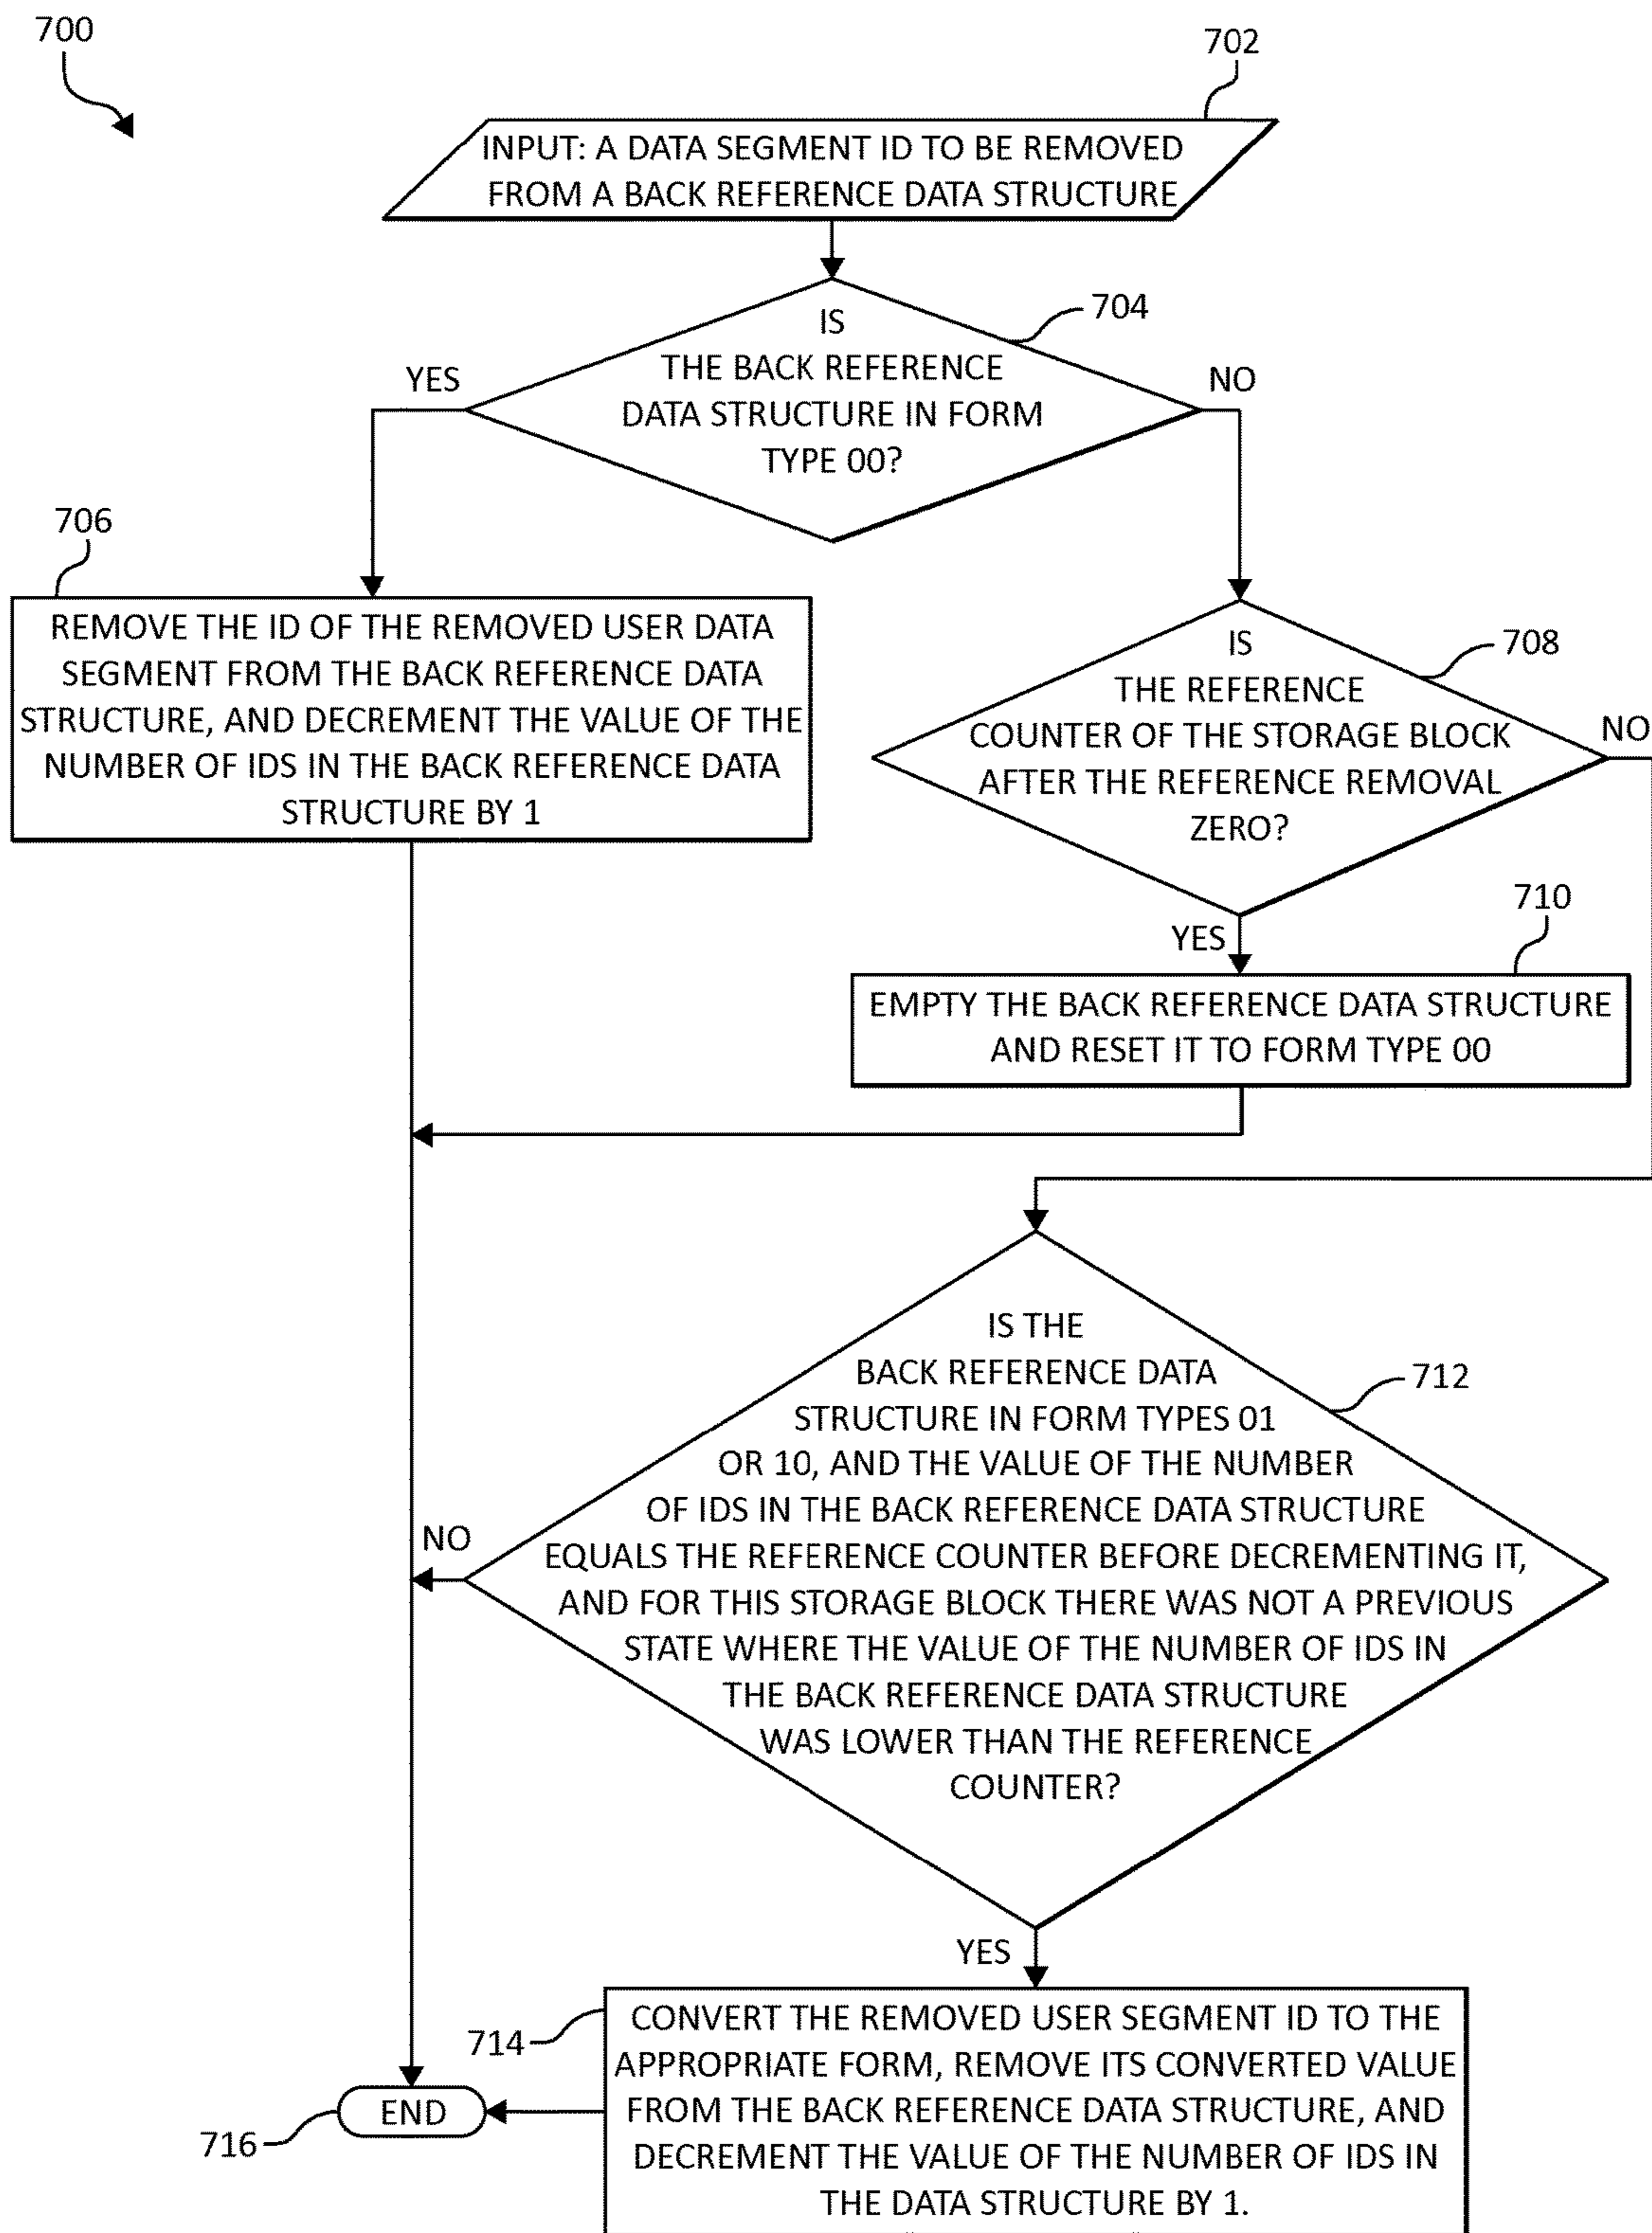 700
702
INPUT: A DATA SEGMENT ID TO BE REMOVED
FROM A BACK REFERENCE DATA STRUCTURE
704
IS
THE BACK REFERENCE
DATA STRUCTURE IN FORM
TYPE 00?
YES
NO
706
REMOVE THE ID OF THE REMOVED USER DATA
SEGMENT FROM THE BACK REFERENCE DATA
STRUCTURE, AND DECREMENT THE VALUE OF THE
NUMBER OF IDS IN THE BACK REFERENCE DATA
STRUCTURE BY 1
708
IS
THE REFERENCE
COUNTER OF THE STORAGE BLOCK
AFTER THE REFERENCE REMOVAL
ZERO?
NO
YES
710
EMPTY THE BACK REFERENCE DATA STRUCTURE
AND RESET IT TO FORM TYPE 00
712
IS THE
BACK REFERENCE DATA
STRUCTURE IN FORM TYPES 01
OR 10, AND THE VALUE OF THE NUMBER
OF IDS IN THE BACK REFERENCE DATA STRUCTURE
EQUALS THE REFERENCE COUNTER BEFORE DECREMENTING IT,
AND FOR THIS STORAGE BLOCK THERE WAS NOT A PREVIOUS
STATE WHERE THE VALUE OF THE NUMBER OF IDS IN
THE BACK REFERENCE DATA STRUCTURE
WAS LOWER THAN THE REFERENCE
COUNTER?
NO
YES
714
CONVERT THE REMOVED USER SEGMENT ID TO THE
APPROPRIATE FORM, REMOVE ITS CONVERTED VALUE
FROM THE BACK REFERENCE DATA STRUCTURE, AND
DECREMENT THE VALUE OF THE NUMBER OF IDS IN
THE DATA STRUCTURE BY 1.
END
716